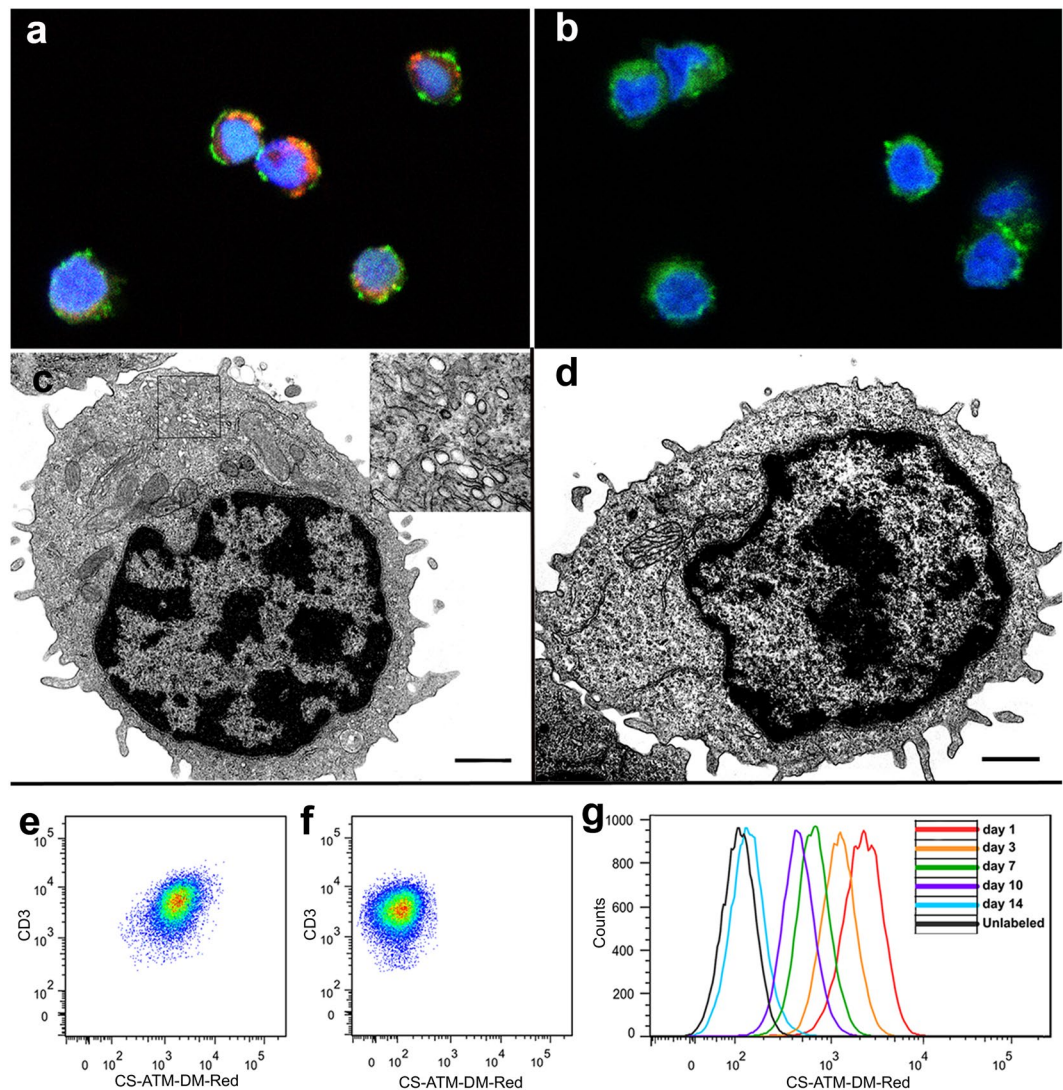 a
b
c
d
e
10^5
10^4
10^3
10^2
0
CD3
0 10^2 10^3 10^4 10^5
CS-ATM-DM-Red
f
10^5
10^4
10^3
10^2
0
CD3
0 10^2 10^3 10^4 10^5
CS-ATM-DM-Red
g
1000
800
600
400
200
0
Counts
0 10^2 10^3 10^4 10^5
CS-ATM-DM-Red
day 1
day 3
day 7
day 10
day 14
Unlabeled